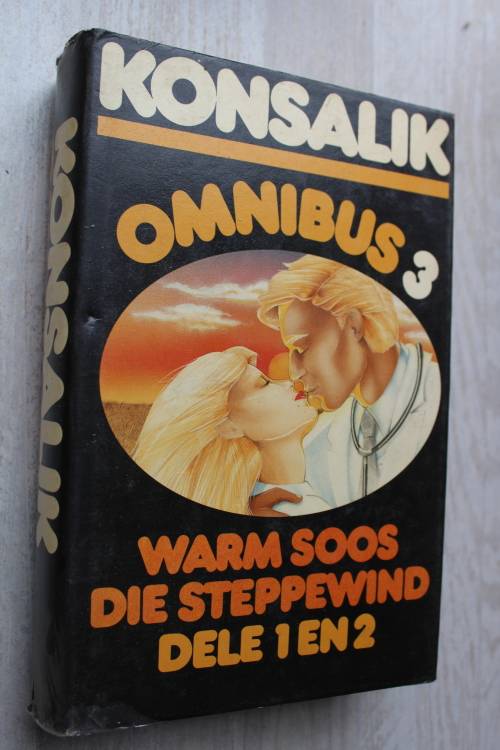 KONSALIK
OMNIBUS 3
WARM SOOS
DIE STEPPEWIND
DELE 1 EN 2
KONSALIK